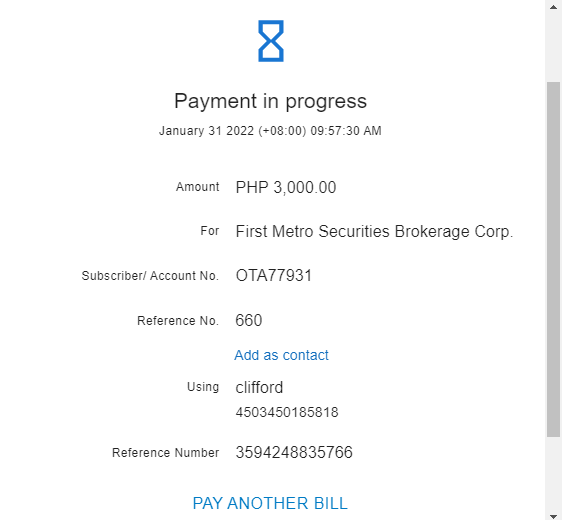 Payment in progress
January 31 2022 (+08:00) 09:57:30 AM
Amount PHP 3,000.00
For First Metro Securities Brokerage Corp.
Subscriber/ Account No. OTA77931
Reference No. 660
Add as contact
Using clifford
4503450185818
Reference Number 3594248835766
PAY ANOTHER BILL